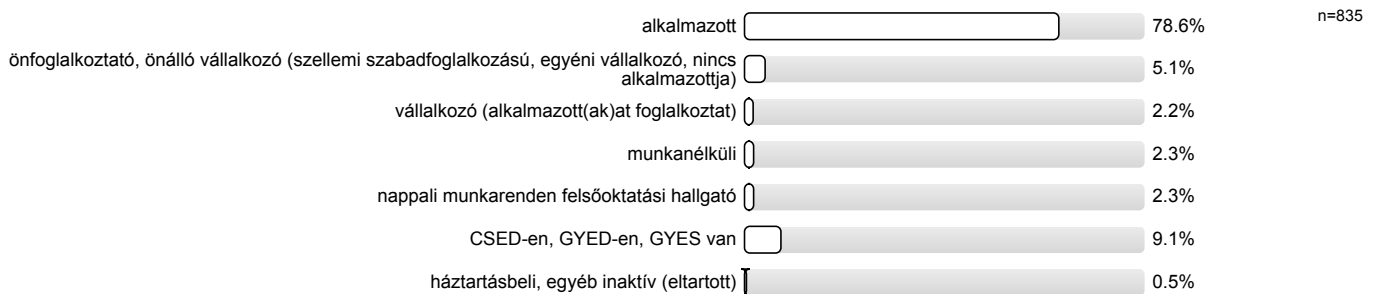 alkalmazott 78.6% n=835
önfoglalkoztató, önálló vállalkozó (szellemi szabadfoglalkozású, egyéni vállalkozó, nincs
alkalmazottja) 5.1%
vállalkozó (alkalmazott(ak)at foglalkoztat) 2.2%
munkanélküli 2.3%
nappali munkarenden felsőoktatási hallgató 2.3%
CSED-en, GYED-en, GYES van 9.1%
háztartásbeli, egyéb inaktív (eltartott) 0.5%